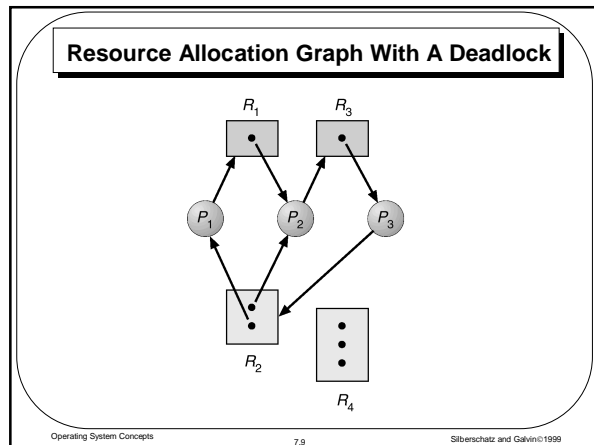 Resource Allocation Graph With A Deadlock
R1 R3
P1 P2 P3
R2
R4
Operating System Concepts 7.9 Silberschatz and Galvin©1999